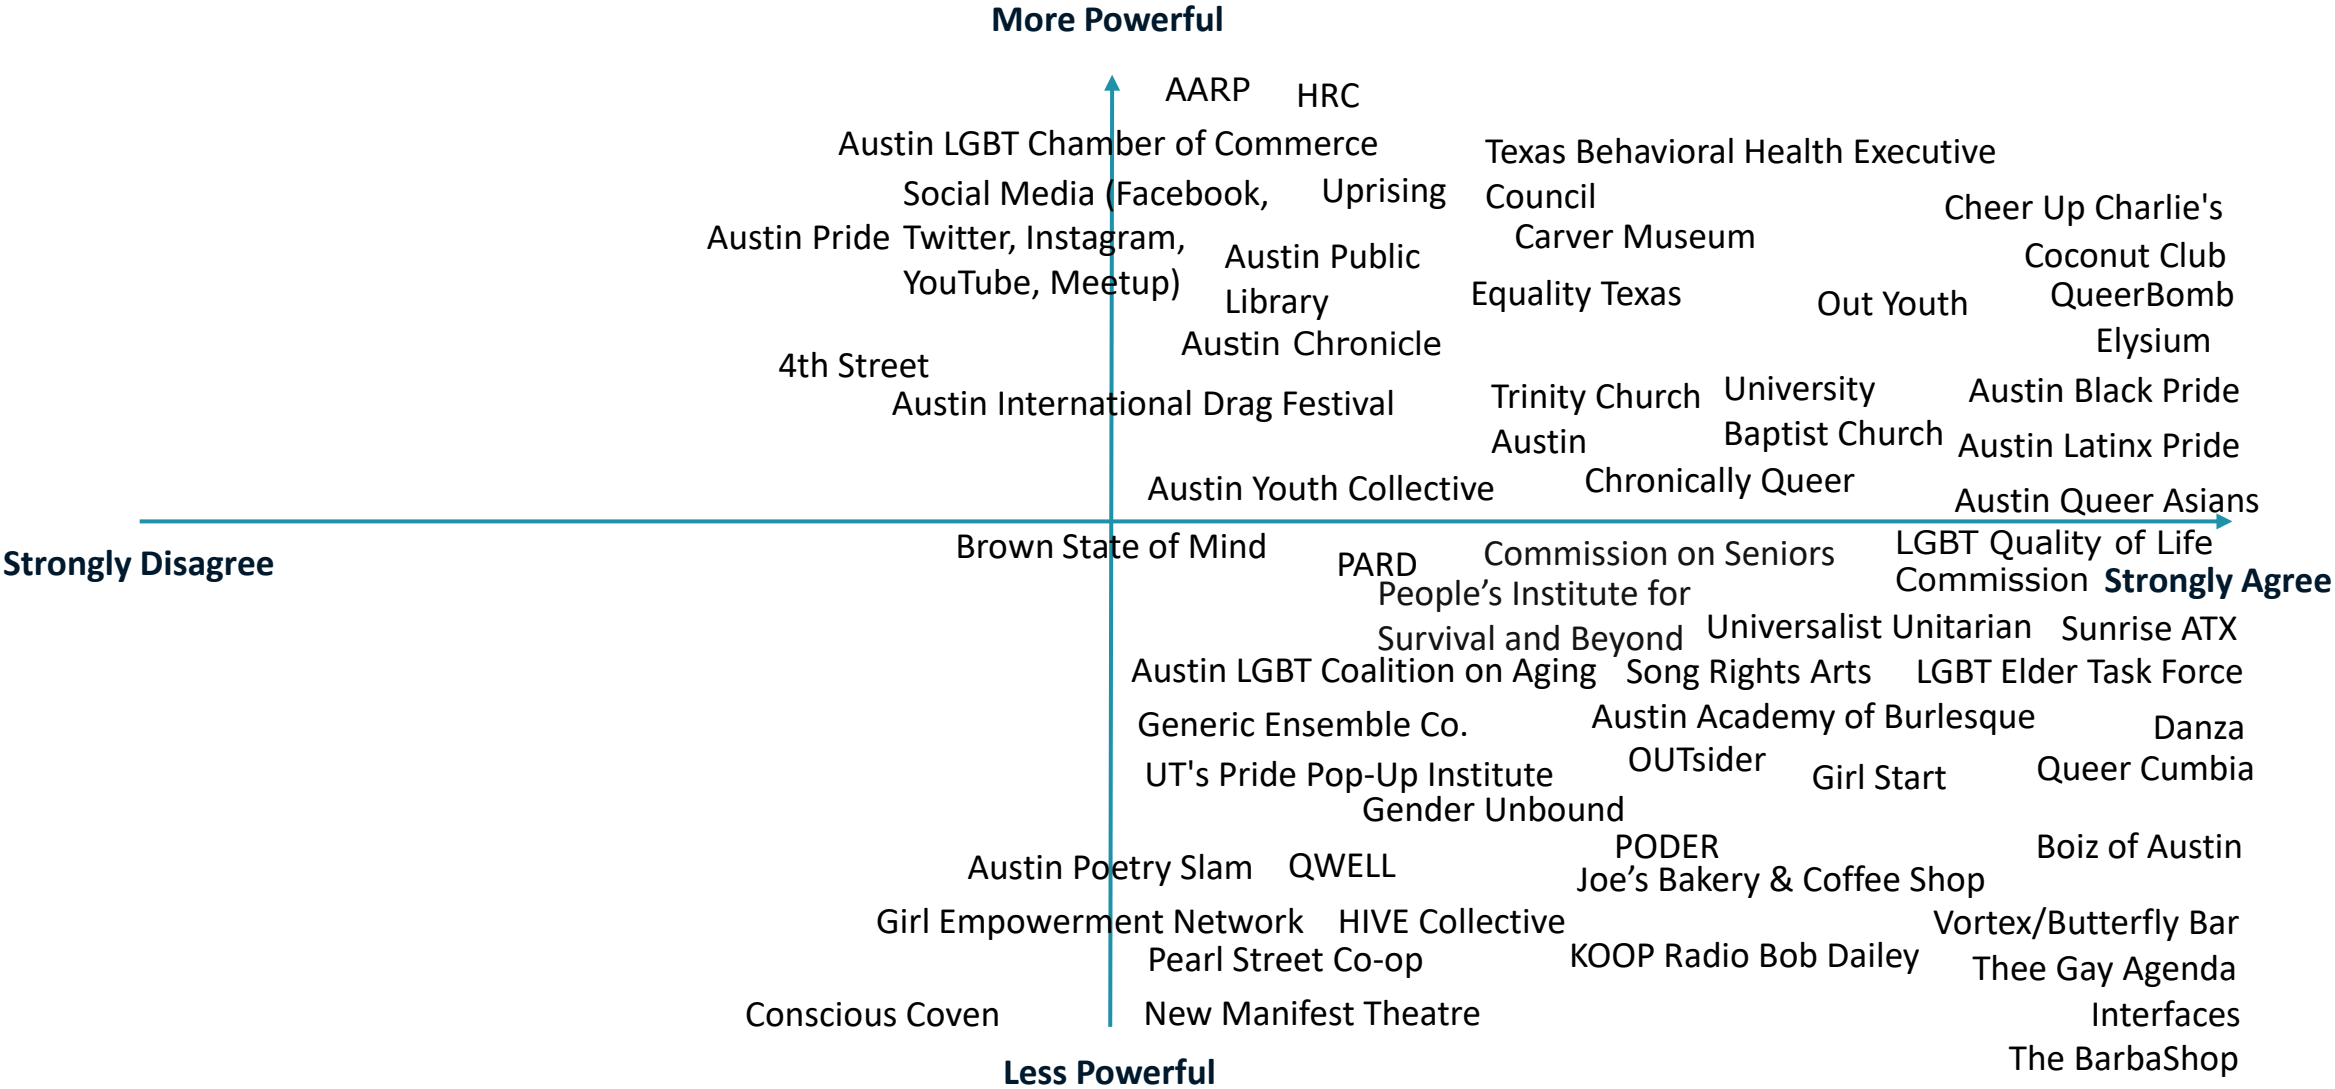 More Powerful
AARP
HRC
Austin LGBT Chamber of Commerce
Texas Behavioral Health Executive
Council
Social Media (Facebook,
Twitter, Instagram,
YouTube, Meetup)
Uprising
Cheer Up Charlie's
Austin Pride
Carver Museum
Austin Public
Library
Coconut Club
Equality Texas
Out Youth
QueerBomb
Austin Chronicle
Elysium
4th Street
Austin International Drag Festival
Trinity Church
Austin
University
Baptist Church
Austin Black Pride
Austin Latinx Pride
Austin Youth Collective
Chronically Queer
Austin Queer Asians
Strongly Disagree
Brown State of Mind
PARD
Commission on Seniors
LGBT Quality of Life
Commission
Strongly Agree
People’s Institute for
Survival and Beyond
Universalist Unitarian
Sunrise ATX
Austin LGBT Coalition on Aging
Song Rights Arts
LGBT Elder Task Force
Generic Ensemble Co.
Austin Academy of Burlesque
Danza
UT's Pride Pop-Up Institute
OUTsider
Girl Start
Queer Cumbia
Gender Unbound
PODER
Boiz of Austin
Austin Poetry Slam
QWELL
Joe’s Bakery & Coffee Shop
Girl Empowerment Network
HIVE Collective
Vortex/Butterfly Bar
Pearl Street Co-op
KOOP Radio Bob Dailey
Thee Gay Agenda
Conscious Coven
New Manifest Theatre
Interfaces
The BarbaShop
Less Powerful